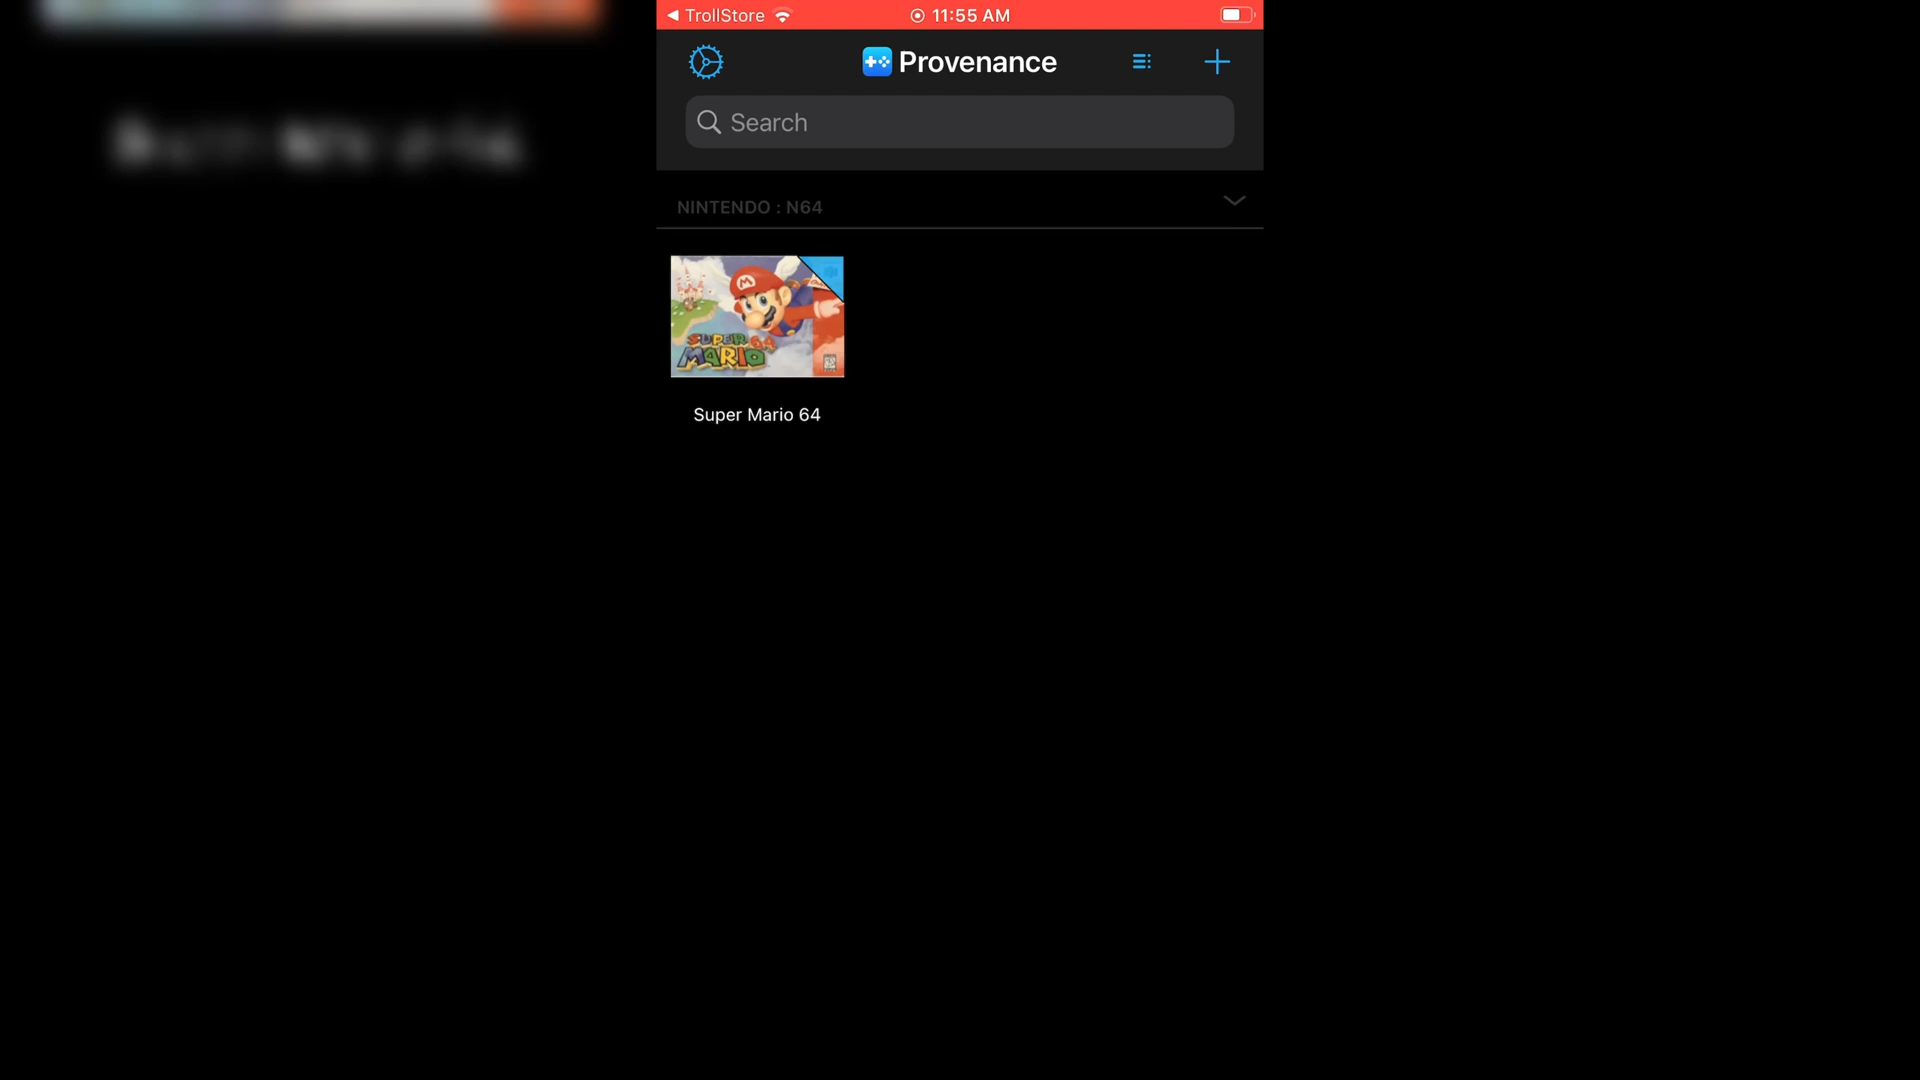 TrollStore
11:55 AM
Provenance
Search
NINTENDO : N64
SUPER
MARIO 64
Super Mario 64